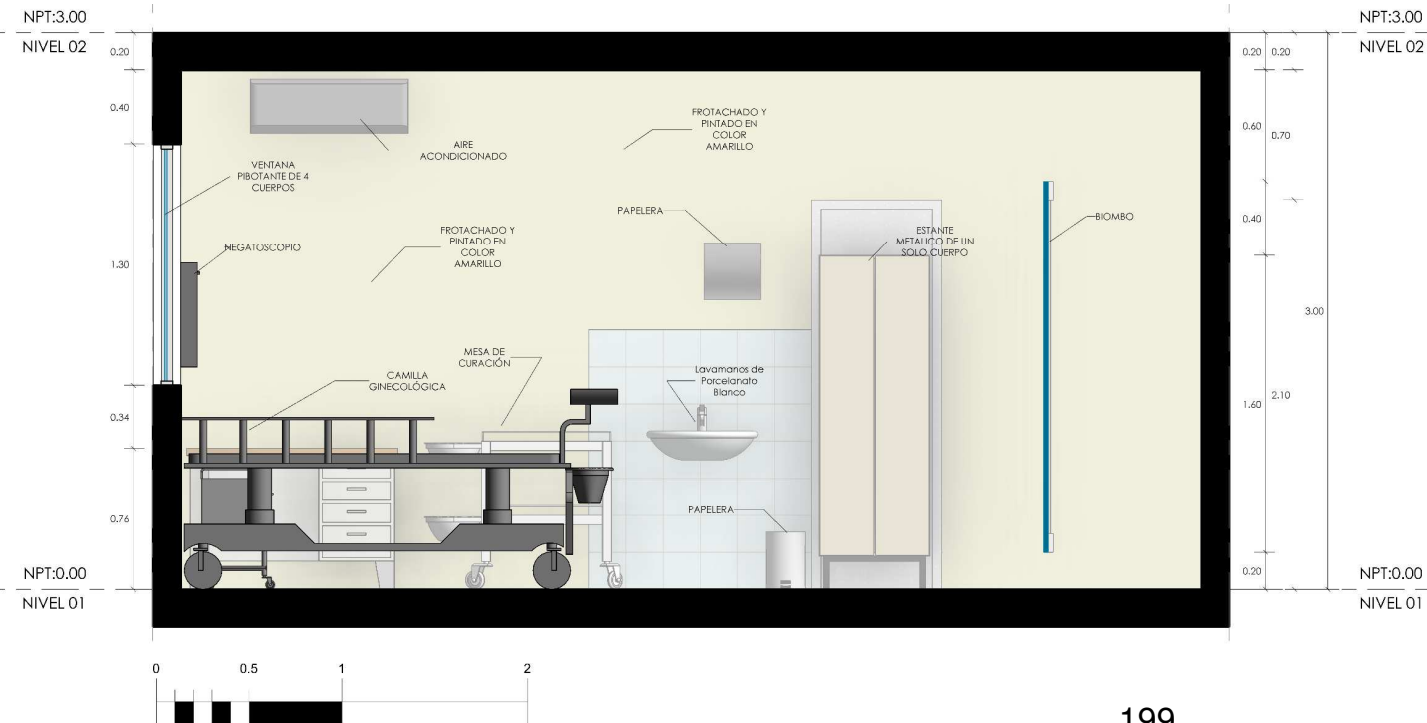 NPT:3.00
NIVEL 02
NPT:3.00
NIVEL 02
0.20
0.40
1.30
0.34
0.76
0.20
0.20
0.60
0.70
0.40
3.00
1.60
2.10
0.20
AIRE
ACONDICIONADO
FROTACHADO Y
PINTADO EN
COLOR
AMARILLO
VENTANA
PIBOTANTE DE 4
CUERPOS
PAPELERA
BIOMBO
FROTACHADO Y
PINTADO EN
COLOR
AMARILLO
NEGATOSCOPIO
ESTANTE
METALICO DE UN
SOLO CUERPO
MESA DE
CURACIÓN
CAMILLA
GINECOLÓGICA
Lavamanos de
Porcelanato
Blanco
PAPELERA
NPT:0.00
NIVEL 01
NPT:0.00
NIVEL 01
0
0.5
1
2
199